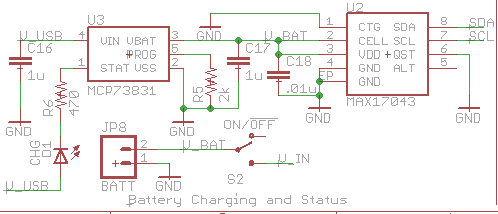 U3
U2
V_USB
C16
4
VIN
VBAT
3
GND
C17
V_BAT
1
CTG
SDA
8
SDA
5
PROG
2
CELL
SCL
7
SCL
1
STAT
VSS
2
3
VDD
QST
6
1u
C18
4
GND
ALT
5
EP
GND
MCP73831
1u
.01u
MAX17043
R6
470
R5
2k
GND
GND
GND
GND
JP8
ON/OFF
CHG
D1
2
V_BAT
1
V_IN
V_USB
BATT
GND
S2
Battery Charging and Status